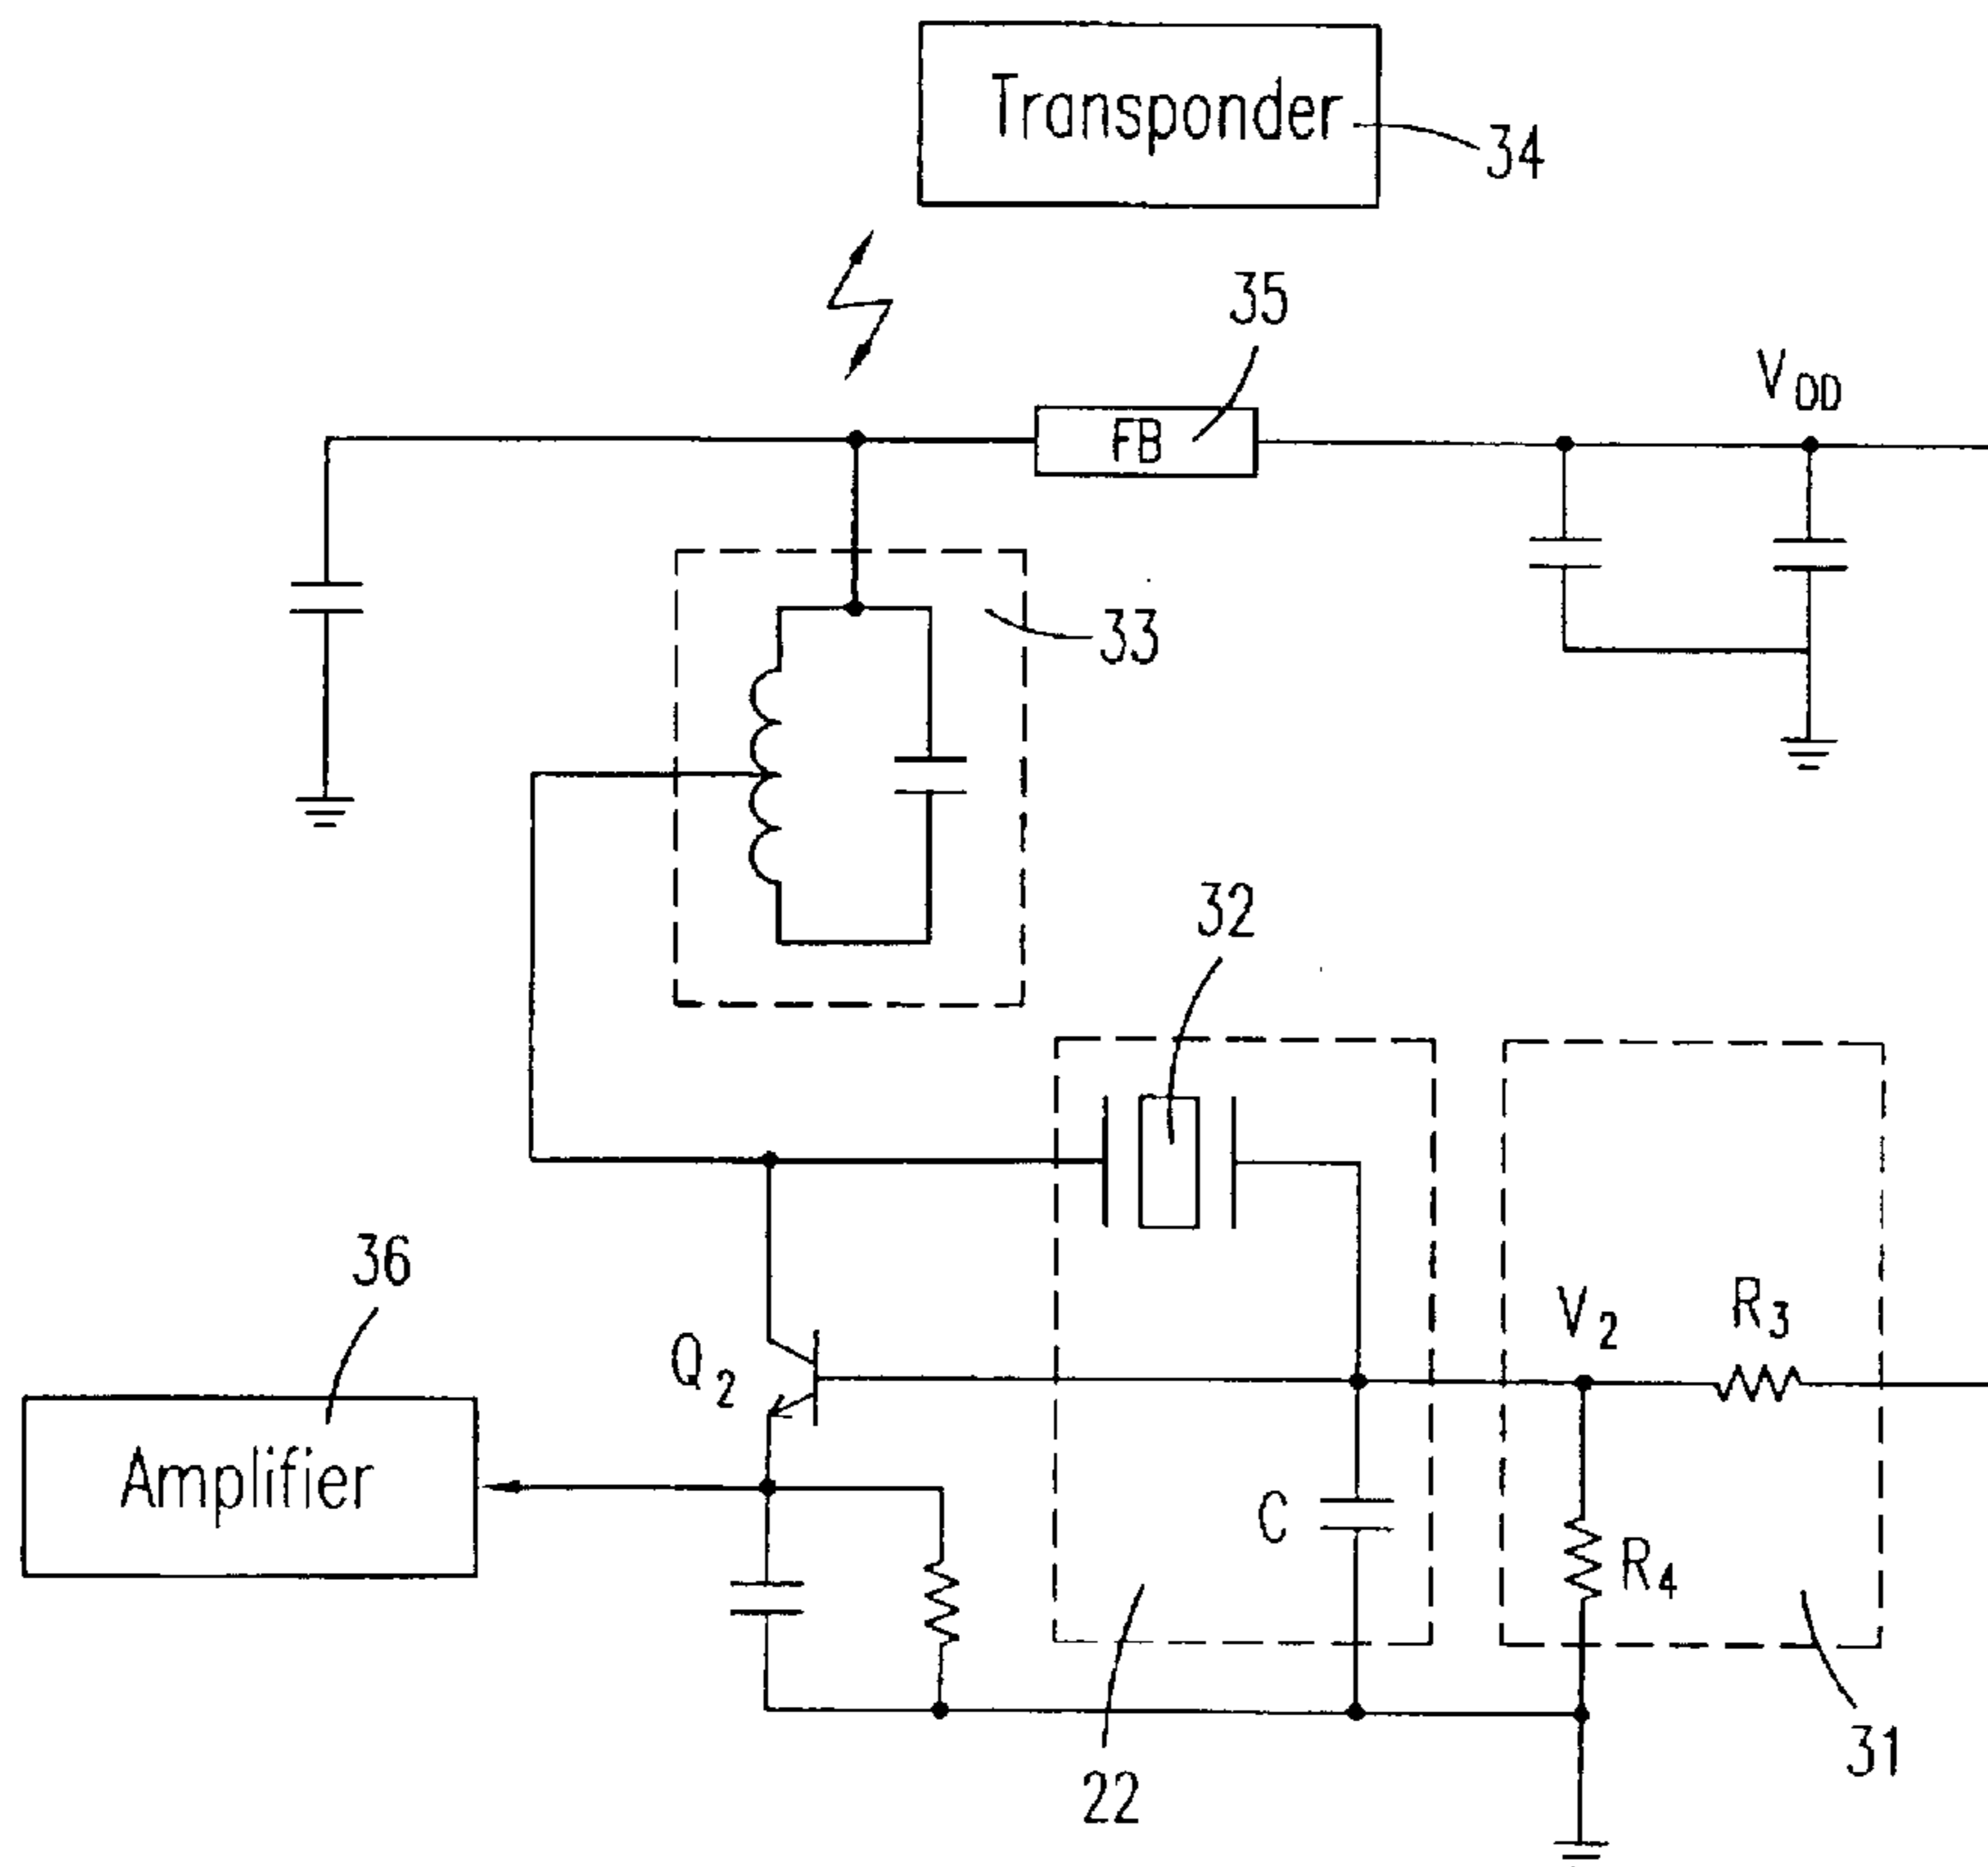 Transponder
34
35
V_DD
FB
33
32
36
V_2
R_3
Q_2
Amplifier
C
R_4
31
22